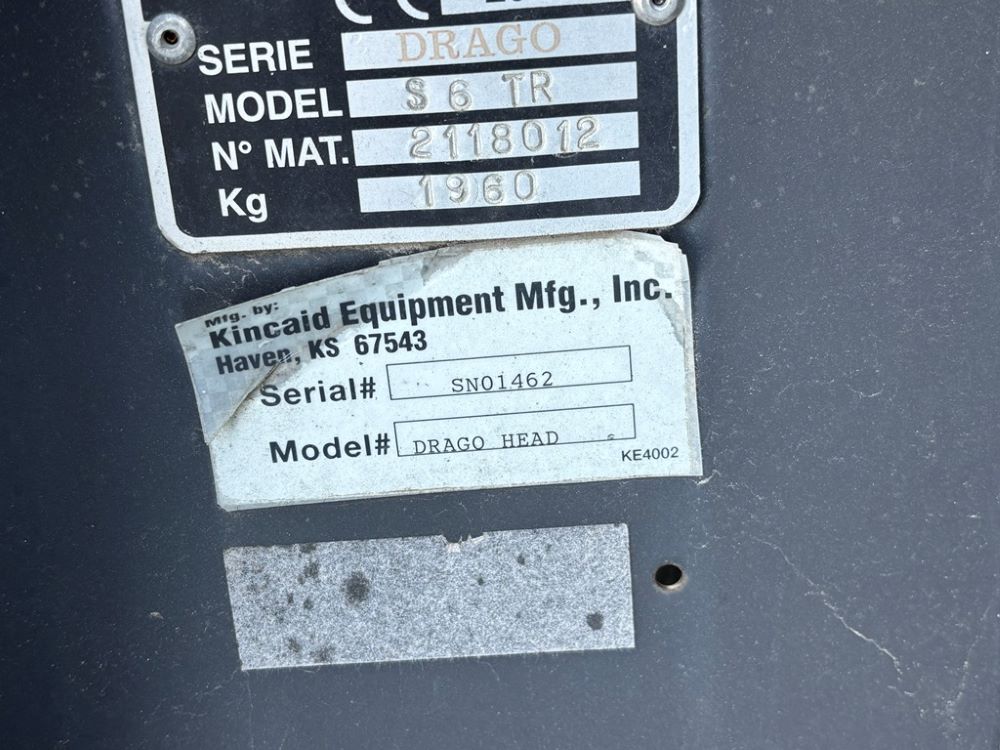 SERIE DRAGO
MODEL S 6 TR
N° MAT. 2118012
Kg 1960
Mfg. by:
Kincaid Equipment Mfg., Inc.
Haven, KS 67543
Serial# SN01462
Model# DRAGO HEAD
KE4002